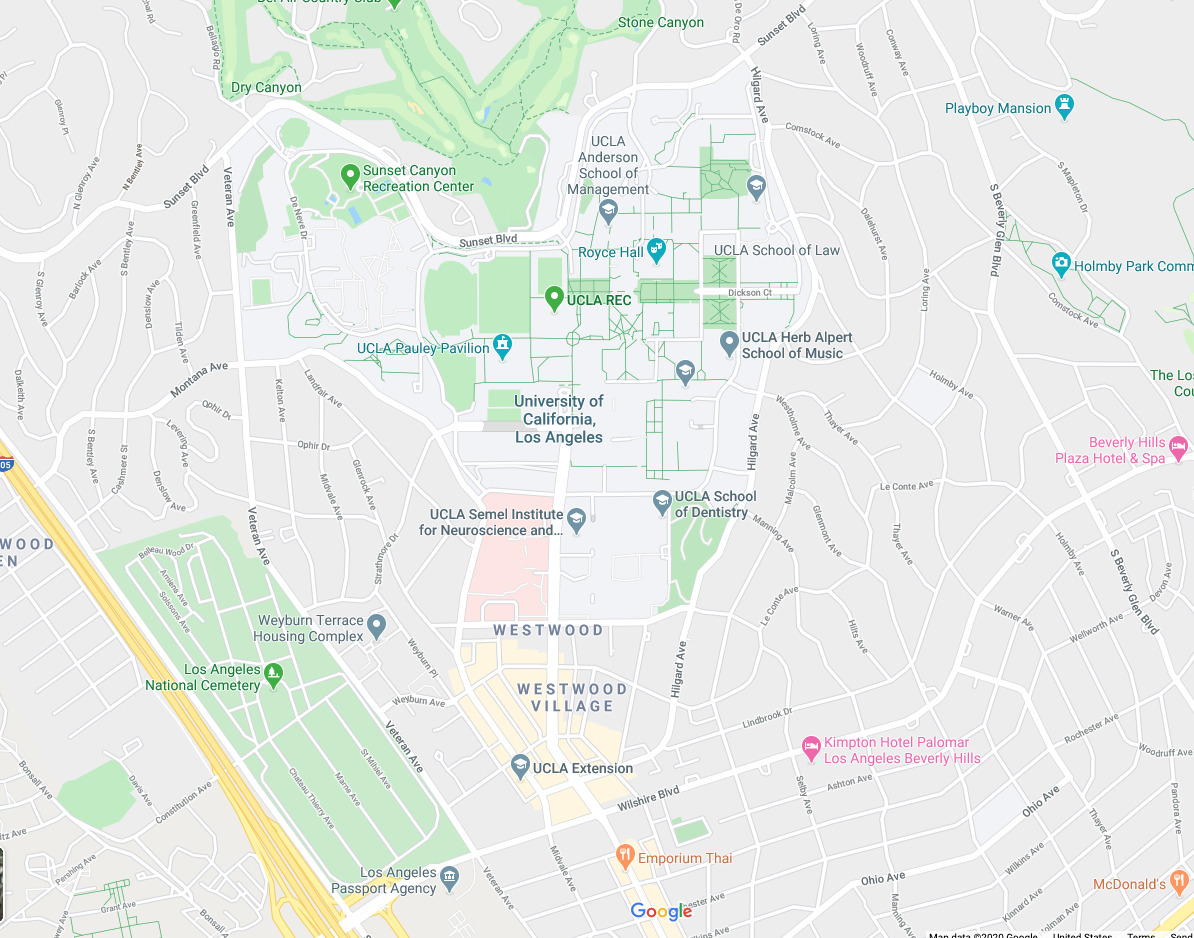 Bel Air Country Club
Stone Canyon
De Oro Rd
Sunset Blvd
Loring Ave
Woodruff Ave
Conway Ave
Bellagio Rd
Dry Canyon
Hilgard Ave
Playboy Mansion
Glenroy Pl
Comstock Ave
UCLA
Anderson
School of
Management
N Bentley Ave
N Glenroy Ave
Sunset Blvd
Veteran Ave
Sunset Canyon
Recreation Center
S Mapleton Dr
S Beverly Glen Blvd
De Neve Dr
Greenfield Ave
Dalehurst Ave
Sunset Blvd
Royce Hall
UCLA School of Law
S Bentley Ave
Barlock Ave
S Glenroy Ave
Holmby Park Comm
Loring Ave
Dickson Ct
Denslow Ave
UCLA REC
Comstock Ave
Tilden Ave
UCLA Pauley Pavilion
UCLA Herb Alpert
School of Music
Montana Ave
Landfair Ave
Kelton Ave
Dalkeith Ave
Holmby Ave
The Los
Cou
Ophir Dr
University of
California,
Los Angeles
Westholme Ave
Thayer Ave
Hilgard Ave
Levering Ave
S Bentley Ave
Cashmere St
Ophir Dr
Beverly Hills
Plaza Hotel & Spa
05
Midvale Ave
Glenrock Ave
Malcolm Ave
Denslow Ave
Le Conte Ave
UCLA School
of Dentistry
Veteran Ave
UCLA Semel Institute
for Neuroscience and...
Manning Ave
Glenmont Ave
Thayer Ave
WOOD
EN
Belleau Wood Dr
Strathmore Dr
Holmby Ave
S Beverly Glen Blvd
Devon Ave
Amiens Ave
Soissons Ave
Le Conte Ave
Warner Ave
Wellworth Ave
Hilts Ave
Weyburn Terrace
Housing Complex
WESTWOOD
Weyburn Pl
Los Angeles
National Cemetery
Hilgard Ave
WESTWOOD
VILLAGE
Weyburn Ave
Lindbrook Dr
Veteran Ave
Rochester Ave
Kimpton Hotel Palomar
Los Angeles Beverly Hills
Woodruff Ave
St Mihiel Ave
Marne Ave
Chateau Thierry Ave
UCLA Extension
Bonsall Ave
Davis Ave
Constitution Ave
Wilshire Blvd
Selby Ave
Ashton Ave
Ohio Ave
Pandora Ave
Thayer Ave
Midvale Ave
Emporium Thai
Wilkins Ave
Pershing Ave
Los Angeles
Passport Agency
Veteran Ave
Ohio Ave
McDonald's
Grant Ave
Bonsall Ave
Google
Manning Ave
Kinnard Ave
Wilkins Ave
Map data ©2020 Google
United States
Terms
Send